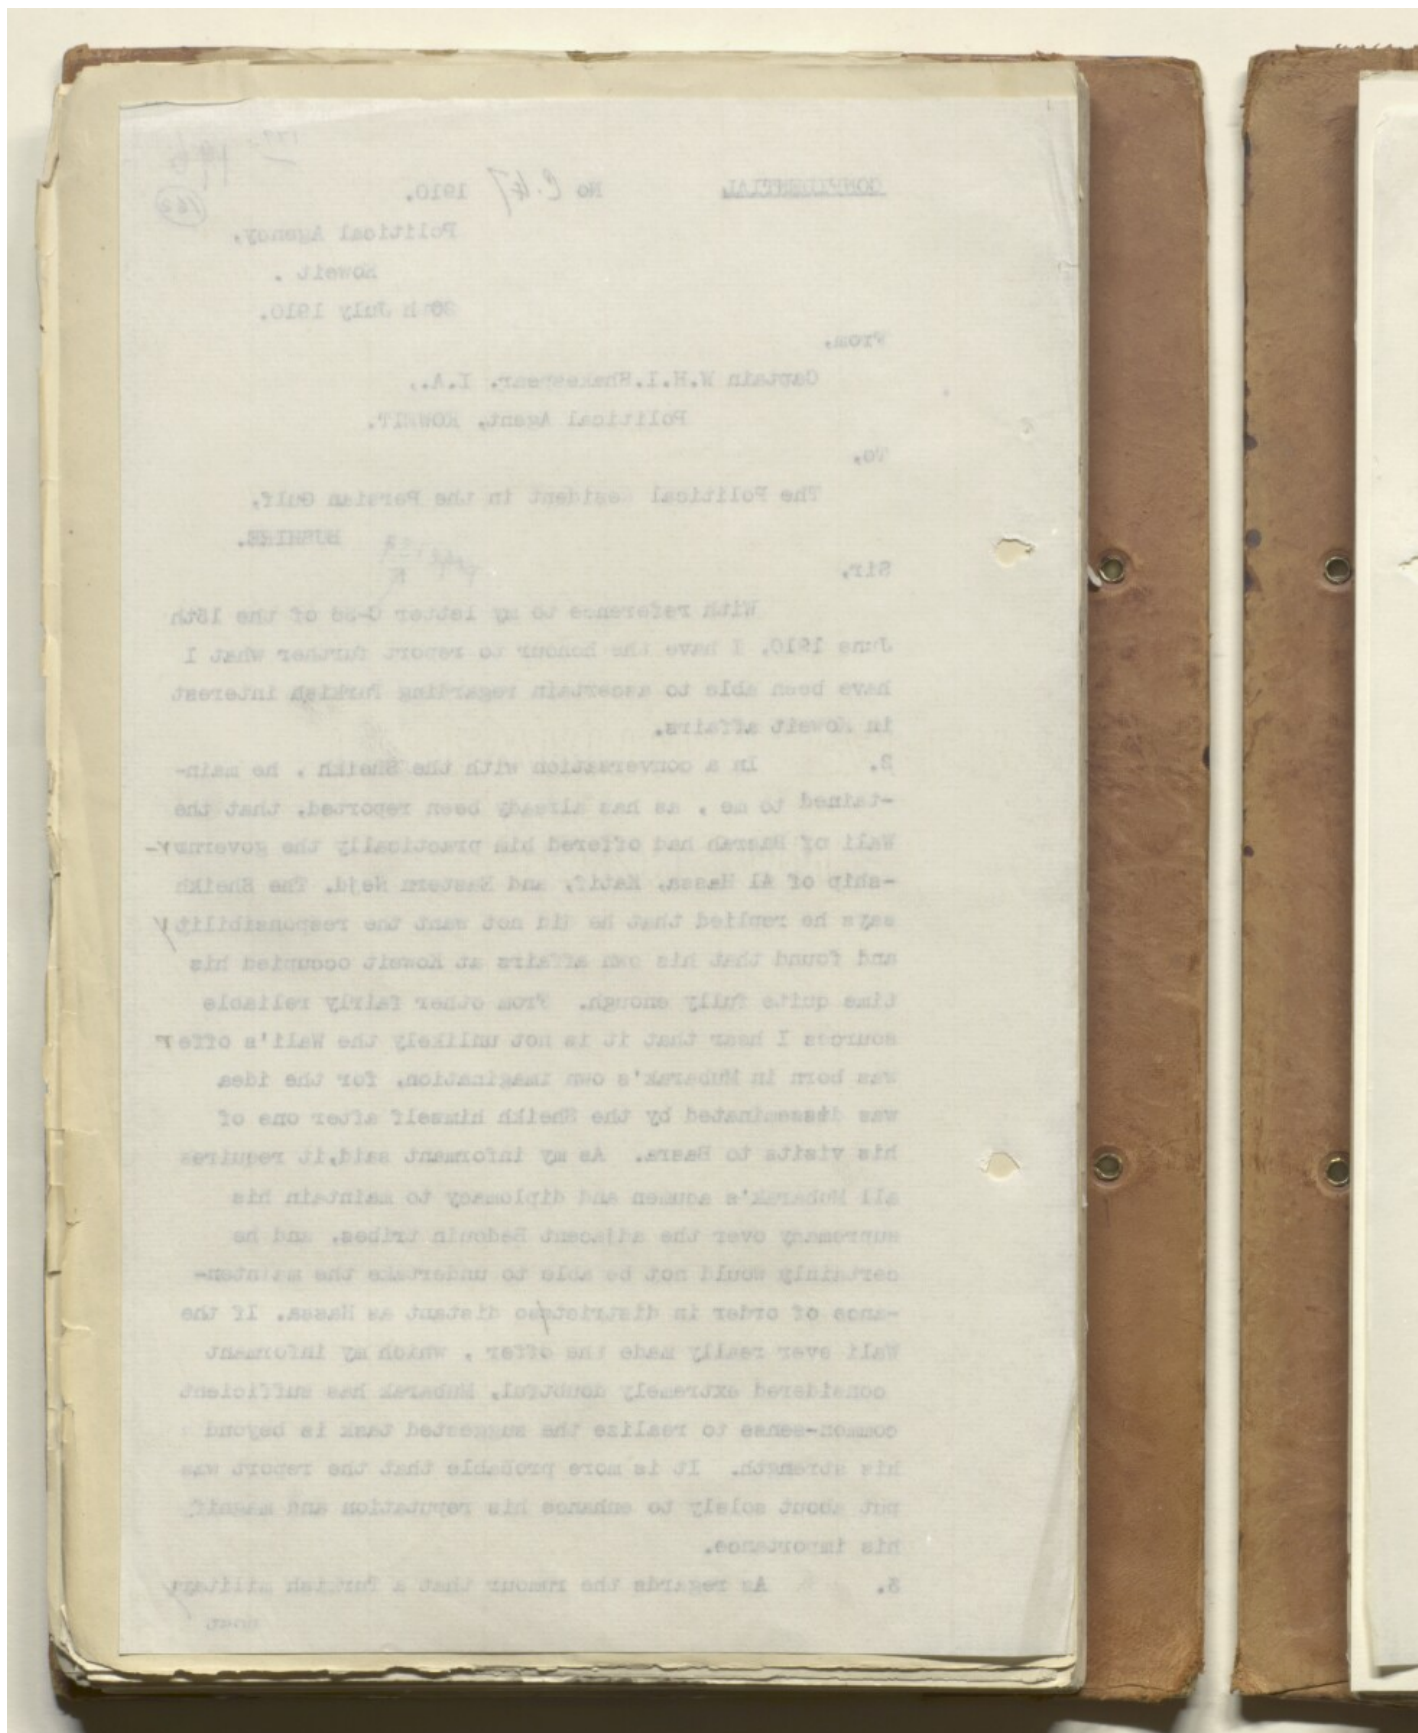 CONFIDENTIAL No C.47 1910.
Political Agency,
Koweit .
30th July 1910.
From,
Captain W.H.I.Shakespear. I.A.,
Political Agent, KOWEIT.
To,
The Political Resident in the Persian Gulf,
BUSHIRE.
Sir,
With reference to my letter of the 15th
June 1910, I have the honour to report further what I
have been able to ascertain regarding Turkish interest
in Koweit affairs.
2. In a conversation with the Sheikh , he main-
-tained to me , as has already been reported, that the
Wali of Basrah had offered him practically the governor-
-ship of Al Hassa, Katif, and Eastern Nejd. The Sheikh
says he replied that he did not want the responsibility
and found that his own affairs at Koweit occupied his
time quite fully enough. From other fairly reliable
sources I hear that it is not unlikely the Wali's offer
was born in Mubarak's own imagination, for the idea
was disseminated by the Sheikh himself after one of
his visits to Basra. As my informant said,it requires
all Mubarak's acumen and diplomacy to maintain his
supremacy over the adjacent Bedouin tribes, and he
certainly would not be able to undertake the mainten-
-ance of order in districts so distant as Hassa. If the
Wali ever really made the offer , which my informant
considered extremely doubtful, Mubarak has sufficient
common-sense to realize the suggested task is beyond
his strength. It is more probable that the report was
put about solely to enhance his reputation and magnify
his importance.
3. As regards the rumour that a Turkish military
post